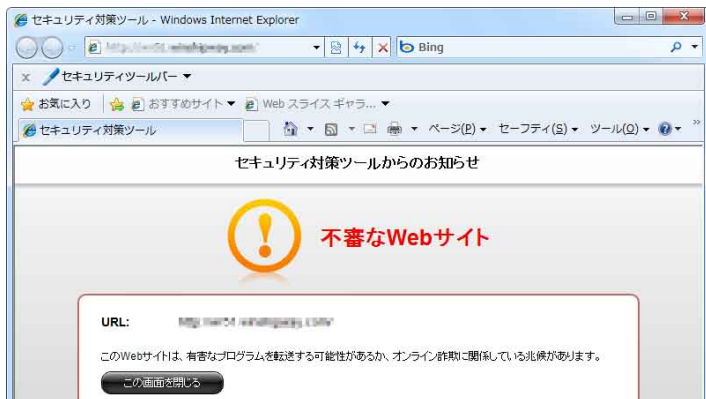 セキュリティ対策ツール - Windows Internet Explorer
Bing
x セキュリティツールバー ▼
お気に入り おすすめサイト ▼ Web スライス ギャラ... ▼
セキュリティ対策ツール ページ(P) ▼ セーフティ(S) ▼ ツール(O) ▼ »
セキュリティ対策ツールからのお知らせ
不審なWebサイト
URL:
このWebサイトは、有害なプログラムを転送する可能性があるか、オンライン詐欺に関係している兆候があります。
この画面を閉じる